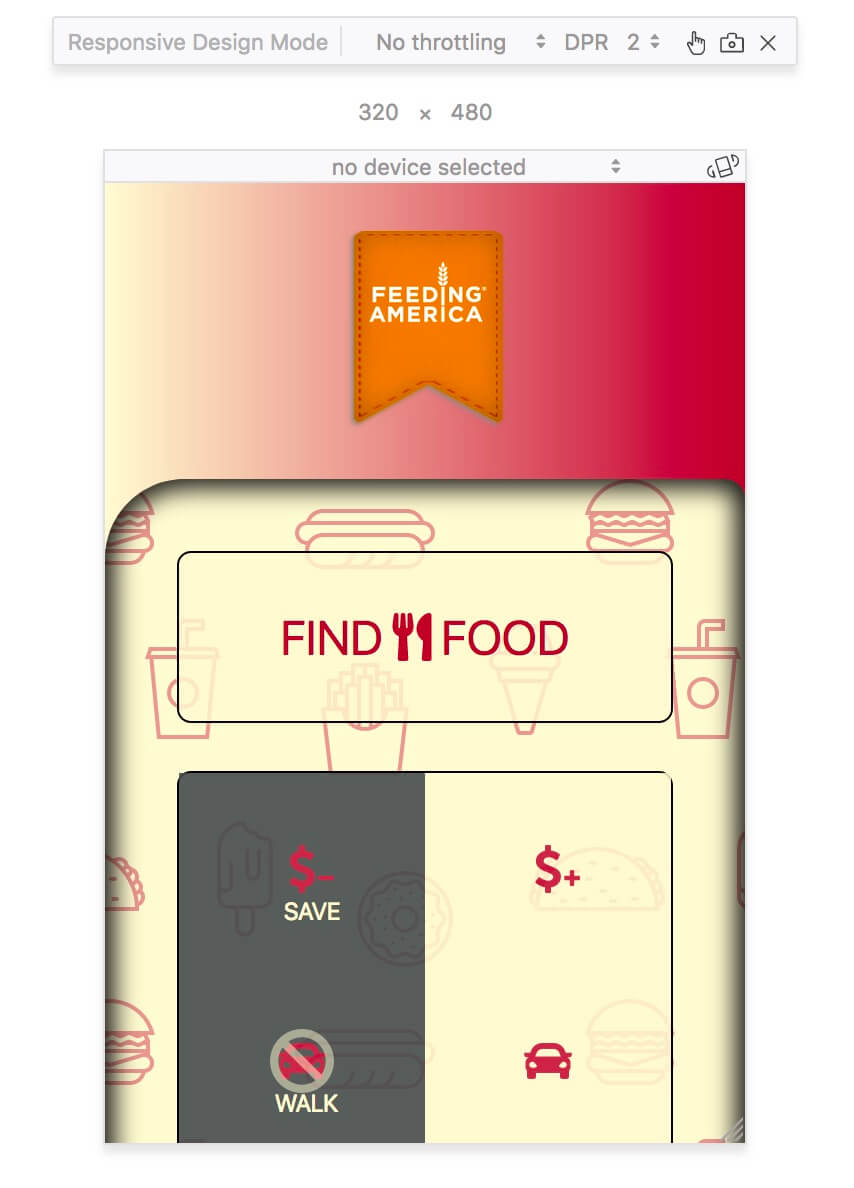 Responsive Design Mode No throttling DPR 2
320 × 480
no device selected
FEEDING®
AMERICA
FIND FOOD
$– $+
SAVE
WALK